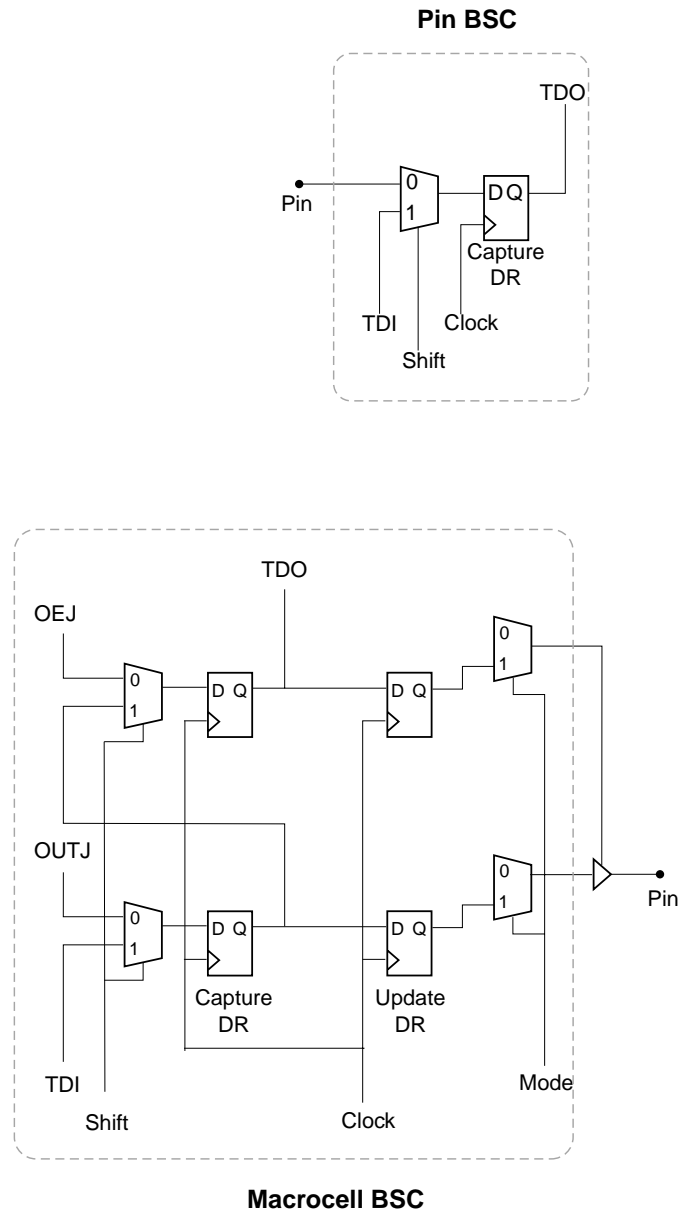 Pin BSC
TDO
0
Pin
1
D Q
Capture
DR
TDI
Clock
Shift
TDO
OEJ
0
1
D Q
D Q
0
1
OUTJ
0
1
D Q
D Q
0
1
Pin
Capture
DR
Update
DR
TDI
Mode
Shift
Clock
Macrocell BSC